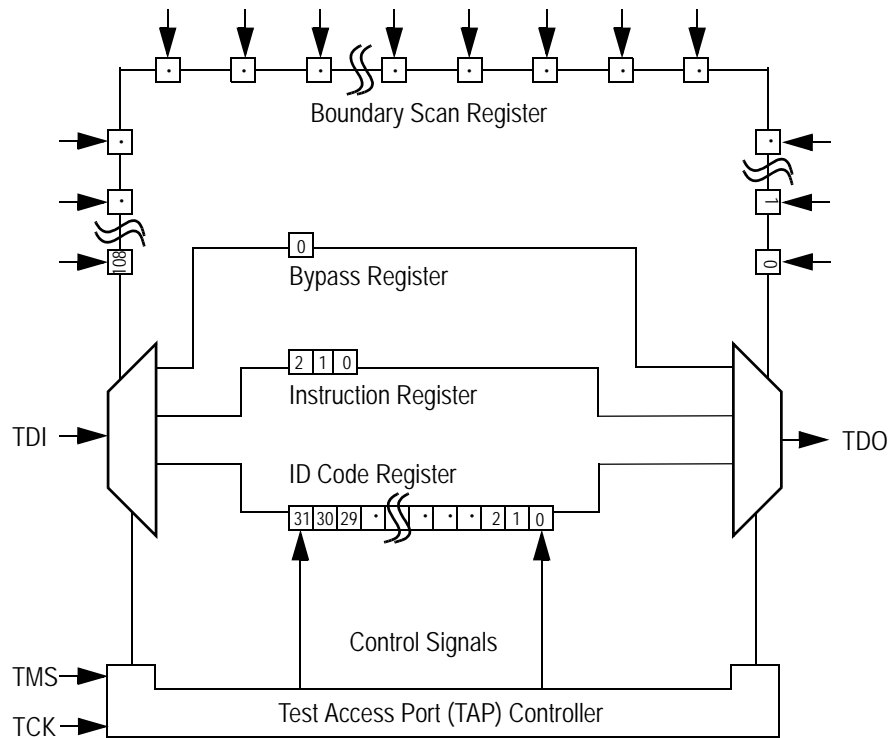 Boundary Scan Register
108
1
0
0
Bypass Register
2 1 0
Instruction Register
TDI
TDO
ID Code Register
31 30 29 · · · · 2 1 0
Control Signals
TMS
TCK
Test Access Port (TAP) Controller